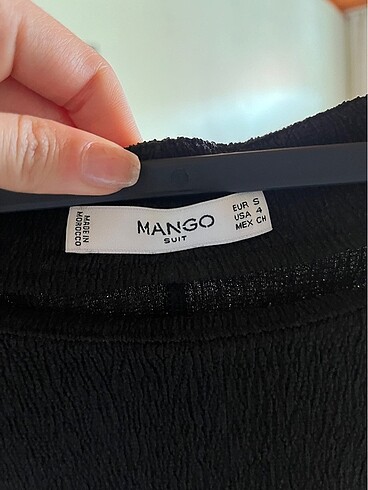 MADE IN
MOROCCO
MANGO
SUIT
EUR S
USA 4
MEX CH